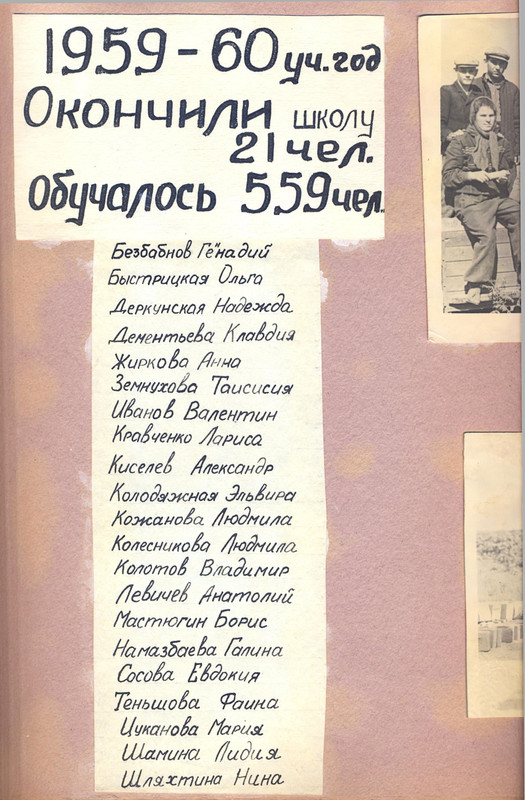 1959-60 уч. год
Окончили школу
21 чел.
Обучалось 559 чел.
Безбабнов Ге"надий
Быстрицкая Ольга
Деркунская Надежда
Дементьева Клавдия
Жиркова Анна
Земнухова Таисисия
Иванов Валентин
Кравченко Лариса
Киселев Александр
Колодяжная Эльвира
Кожанова Людмила
Колесникова Людмила
Колотов Владимир
Левичев Анатолий
Мастюгин Борис
Намазбаева Галина
Сосова Евдокия
Теньшова Фаина
Цуканова Мария
Шамина Лидия
Шляхтина Нина